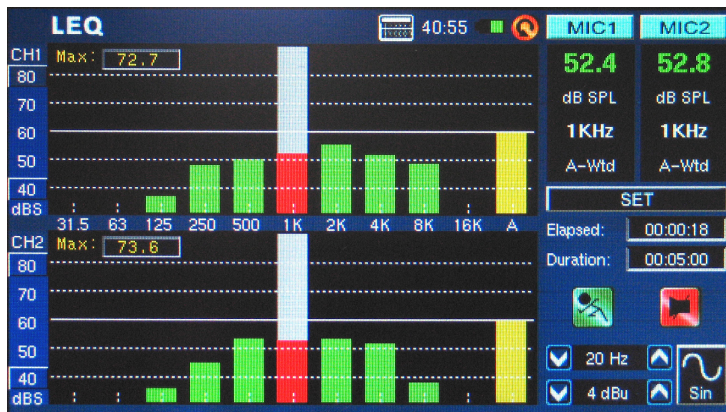 LEQ
40:55
MIC1 MIC2
CH1
Max: 72.7
80
70
60
50
40
dBS
52.4 52.8
dB SPL dB SPL
1KHz 1KHz
A-Wtd A-Wtd
SET
31.5 63 125 250 500 1K 2K 4K 8K 16K A
CH2
Max: 73.6
80
70
60
50
40
dBS
Elapsed: 00:00:18
Duration: 00:05:00
20 Hz
4 dBu
Sin